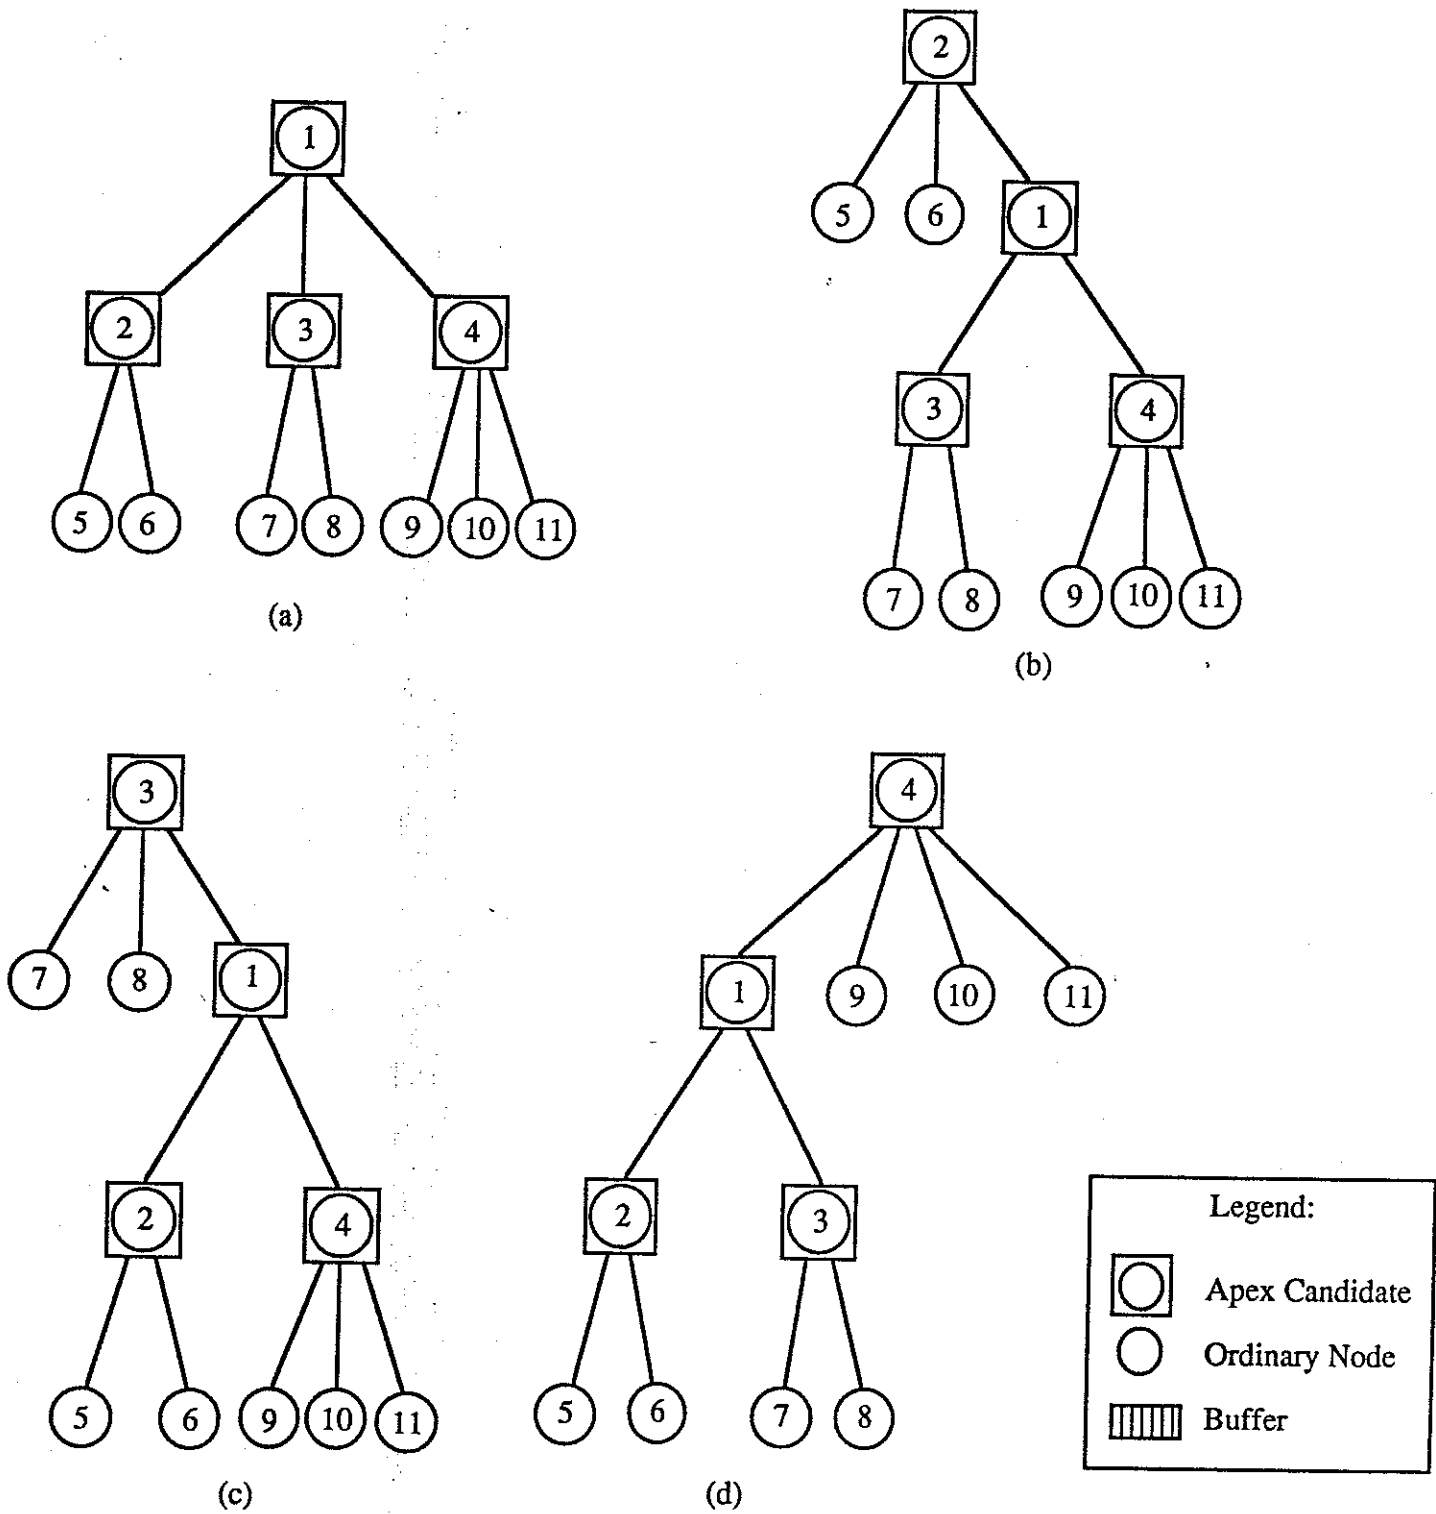 1
2 3 4
5 6 7 8 9 10 11
(a)
2
5 6 1
3 4
7 8 9 10 11
(b)
3
7 8 1
2 4
5 6 9 10 11
(c)
4
1 9 10 11
2 3
5 6 7 8
(d)
Legend:
Apex Candidate
Ordinary Node
Buffer